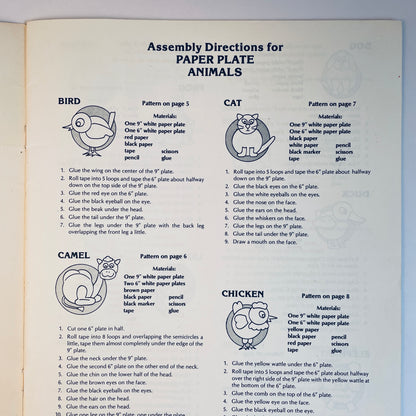 Assembly Directions for
PAPER PLATE
ANIMALS
BIRD
Pattern on page 5
Materials:
One 9" white paper plate
One 6" white paper plate
red paper
black paper
tape scissors
pencil glue
1. Glue the wing on the center of the 9" plate.
2. Roll tape into 5 loops and tape the 6" plate about halfway
down on the top side of the 9" plate.
3. Glue the red eye on the 6" plate.
4. Glue the black eyeball on the eye.
5. Glue the beak under the head.
6. Glue the tail under the 9" plate.
7. Glue the legs under the 9" plate with the back leg
overlapping the front leg a little.
CAMEL
Pattern on page 6
Materials:
One 9" white paper plate
Two 6" white paper plates
brown paper
black paper pencil
black marker scissors
tape glue
1. Cut one 6" plate in half.
2. Roll tape into 8 loops and overlapping the semicircles a
little, tape them almost completely under the edge of the
9" plate.
3. Glue the neck under the 9" plate.
4. Glue the second 6" plate on the other end of the neck.
5. Glue the chin on the lower half of the head.
6. Glue the brown eyes on the face.
7. Glue the black eyeballs on the eyes.
8. Glue the hair on the head.
9. Glue the ears on the head.
10. Glue one leg on the 9" plate, one under the plate
CAT
Pattern on page 7
Materials:
One 9" white paper plate
One 6" white paper plate
black paper pencil
black marker scissors
tape glue
1. Roll tape into 5 loops and tape the 6" plate about halfway
down on the 9" plate.
2. Glue the black eyes on the 6" plate.
3. Glue the white eyeballs on the eyes.
4. Glue the nose on the face.
5. Glue the ears on the head.
6. Glue the whiskers on the face.
7. Glue the legs on the 9" plate.
8. Glue the tail under the 9" plate.
9. Draw a mouth on the face.
CHICKEN
Pattern on page 8
Materials:
One 9" white paper plate
One 6" white paper plate
yellow paper
black paper pencil
red paper scissors
tape glue
1. Glue the yellow wattle under the 6" plate.
2. Roll tape into 5 loops and tape the 6" plate about halfway
over the right side of the 9" plate with the yellow wattle at
the bottom of the 6" plate.
3. Glue the comb on the top of the 6" plate.
4. Glue the yellow eye on the 6" plate.
5. Glue the black eyeball on the eye.